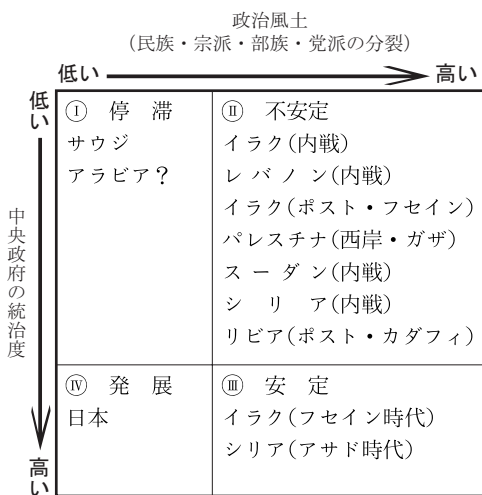 政治風土
（民族・宗派・部族・党派の分裂）
低い
高い
低い
中央政府の統治度
高い
Ⓘ 停 滞
サウジ
アラビア？
Ⅱ 不安定
イラク（内戦）
レ バ ノ ン（内戦）
イラク（ポスト・フセイン）
パレスチナ（西岸・ガザ）
ス ー ダ ン（内戦）
シ リ ア（内戦）
リビア（ポスト・カダフィ）
Ⅳ 発 展
日本
Ⅲ 安 定
イラク（フセイン時代）
シリア（アサド時代）